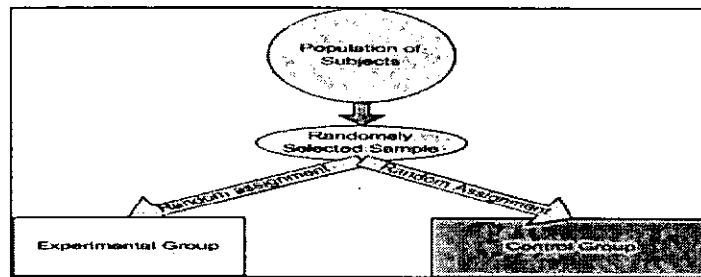 Population of
Subjects
Randomely
Selected Sample
Random assignment
Random Assignment
Experimental Group
Control Group